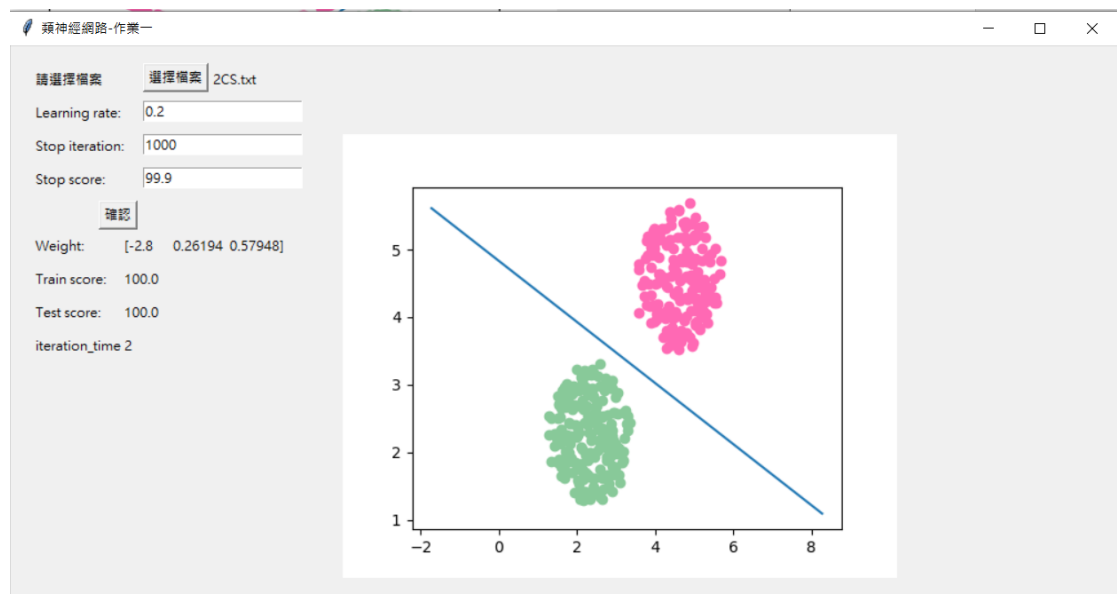 類神經網路-作業一
請選擇檔案 選擇檔案 2CS.txt
Learning rate: 0.2
Stop iteration: 1000
Stop score: 99.9
確認
Weight: [-2.8 0.26194 0.57948]
Train score: 100.0
Test score: 100.0
iteration_time 2
5
4
3
2
1
−2 0 2 4 6 8